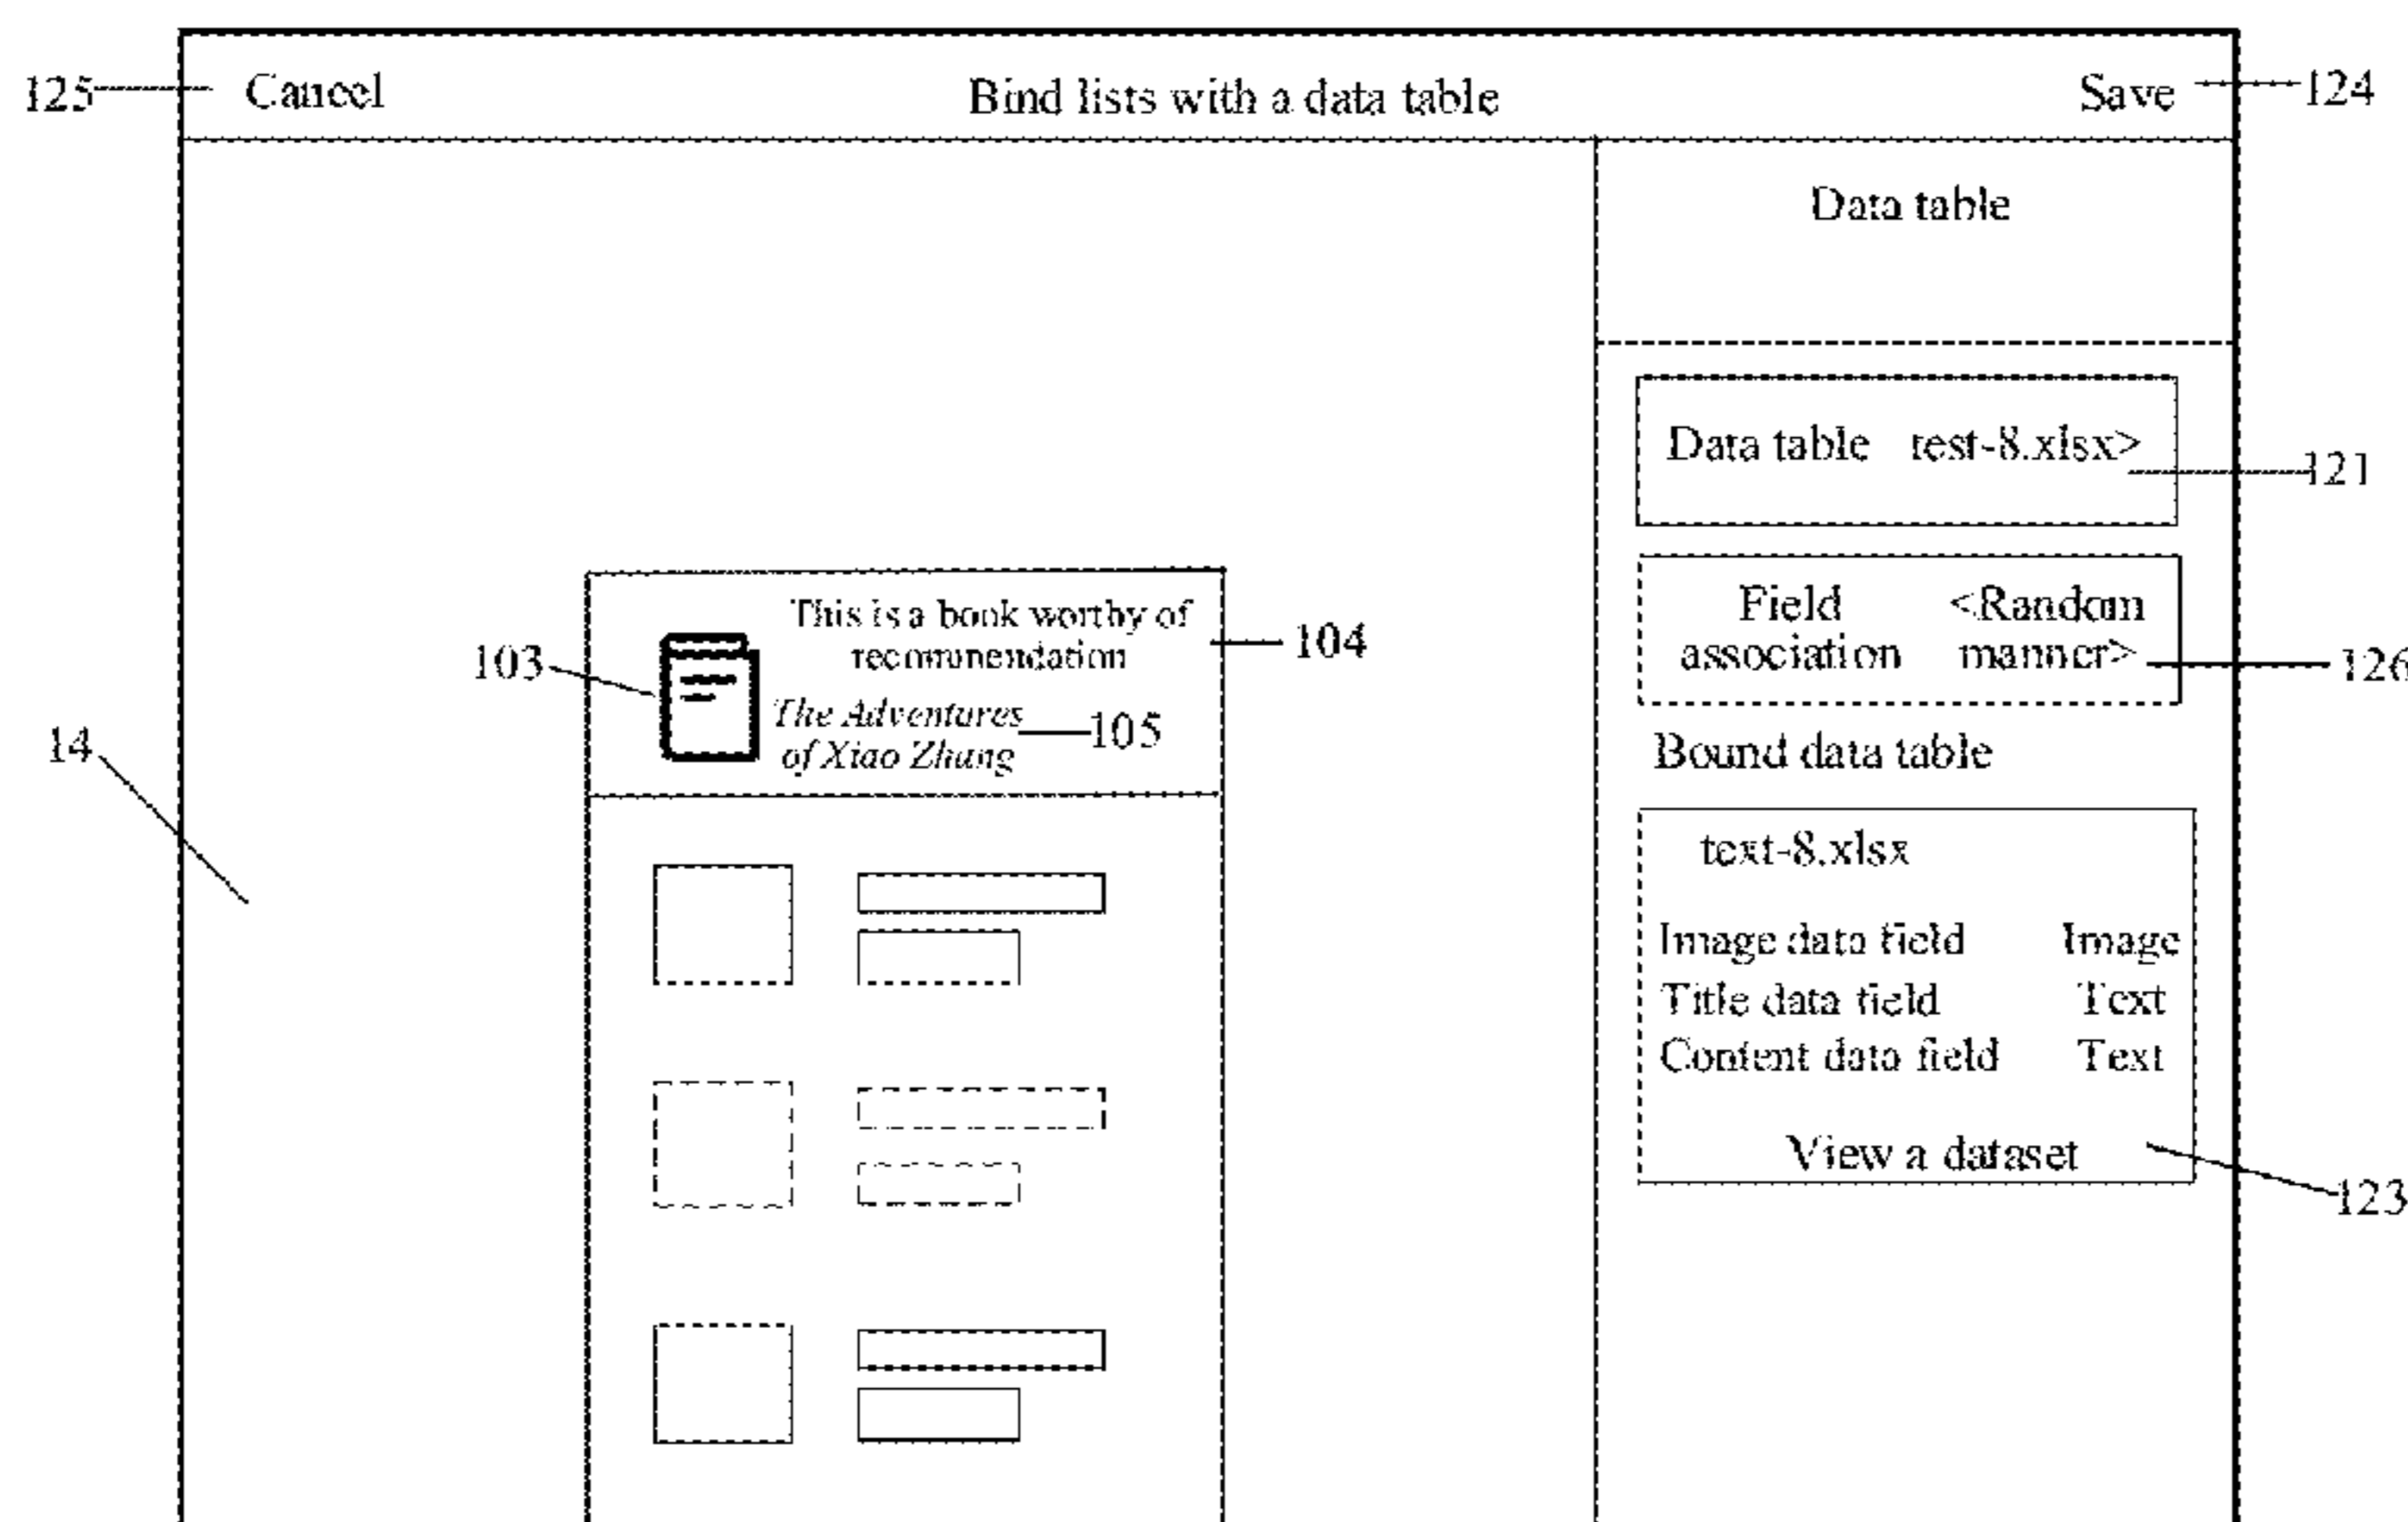 125 Cancel Bind lists with a data table Save 124
Data table
Data table test-8.xlsx> 121
Field <Random
association manner> 126
This is a book worthy of
recommendation
103 104
The Adventures
of Xiao Zhang 105
14
Bound data table
text-8.xlsx
Image data field Image
Title data field Text
Content data field Text
View a dataset
123